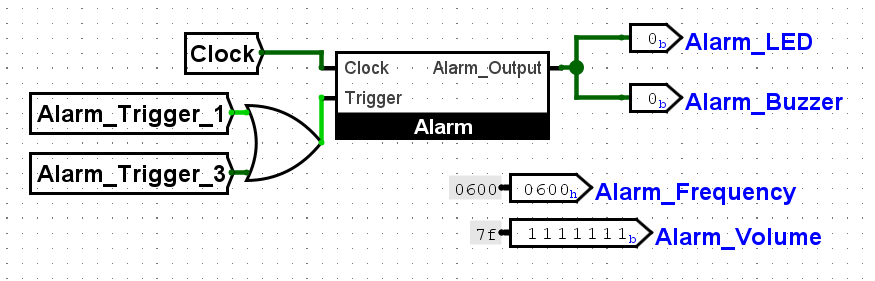 Clock
Alarm_Trigger_1
Alarm_Trigger_3
Clock Alarm_Output
Trigger
Alarm
0b Alarm_LED
0b Alarm_Buzzer
0600 0600h Alarm_Frequency
7f 1111111b Alarm_Volume